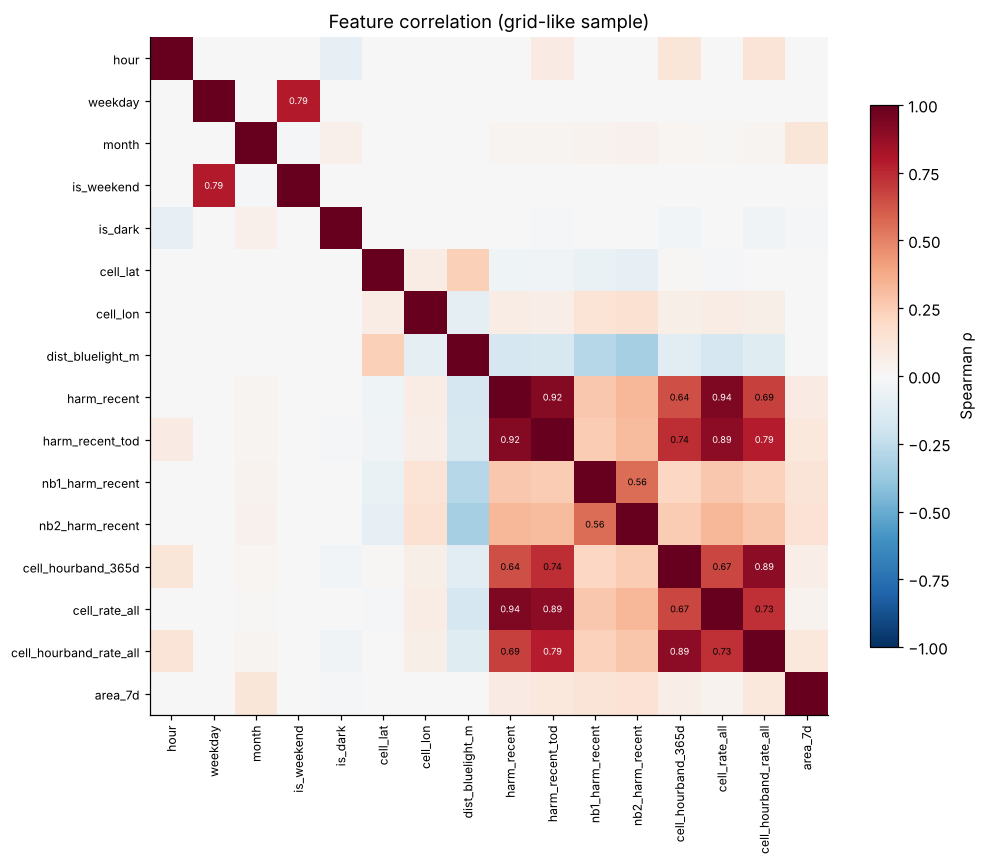 Feature correlation (grid-like sample)
hour
weekday 0.79
month
is_weekend 0.79
is_dark
cell_lat
cell_lon
dist_bluelight_m
harm_recent 0.92 0.64 0.94 0.69
harm_recent_tod 0.92 0.74 0.89 0.79
nb1_harm_recent 0.56
nb2_harm_recent 0.56
cell_hourband_365d 0.64 0.74 0.67 0.89
cell_rate_all 0.94 0.89 0.67 0.73
cell_hourband_rate_all 0.69 0.79 0.89 0.73
area_7d
hour
weekday
month
is_weekend
is_dark
cell_lat
cell_lon
dist_bluelight_m
harm_recent
harm_recent_tod
nb1_harm_recent
nb2_harm_recent
cell_hourband_365d
cell_rate_all
cell_hourband_rate_all
area_7d
1.00
0.75
0.50
0.25
0.00
−0.25
−0.50
−0.75
−1.00
Spearman ρ